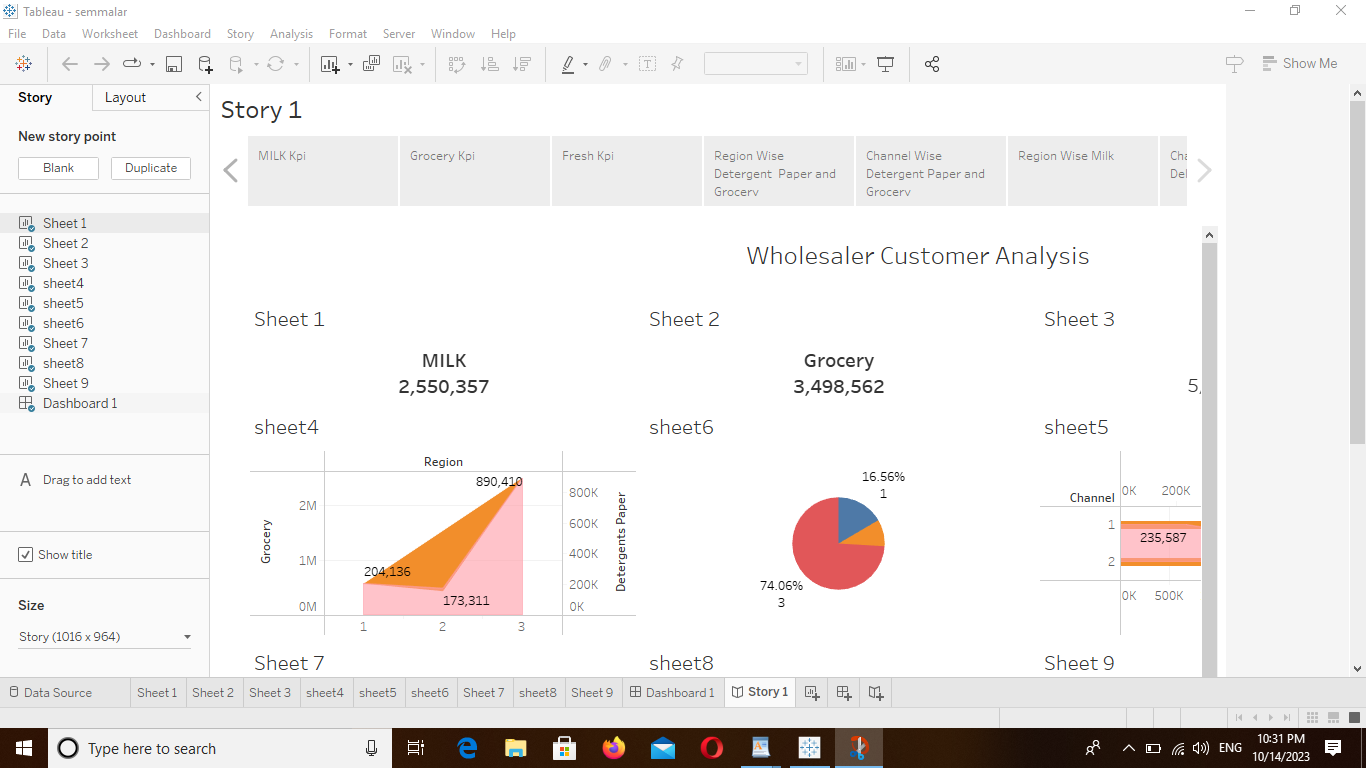 Tableau - semmalar
File Data Worksheet Dashboard Story Analysis Format Server Window Help
Show Me
Story Layout
New story point
Blank Duplicate
Sheet 1
Sheet 2
Sheet 3
sheet4
sheet5
sheet6
Sheet 7
sheet8
Sheet 9
Dashboard 1
A Drag to add text
Show title
Size
Story (1016 x 964)
Story 1
MILK Kpi
Grocery Kpi
Fresh Kpi
Region Wise
Detergent Paper and
Grocery
Channel Wise
Detergent Paper and
Grocery
Region Wise Milk
Cha
Del
Wholesaler Customer Analysis
Sheet 1
MILK
2,550,357
Sheet 2
Grocery
3,498,562
Sheet 3
5,
sheet4
Region
890,410
2M
1M
0M
Grocery
204,136
173,311
1 2 3
800K
600K
400K
200K
0K
Detergents Paper
sheet6
16.56%
1
74.06%
3
sheet5
Channel
0K 200K
1
235,587
2
0K 500K
Sheet 7 sheet8 Sheet 9
Data Source Sheet 1 Sheet 2 Sheet 3 sheet4 sheet5 sheet6 Sheet 7 sheet8 Sheet 9 Dashboard 1 Story 1
Type here to search
ENG
10:31 PM
10/14/2023